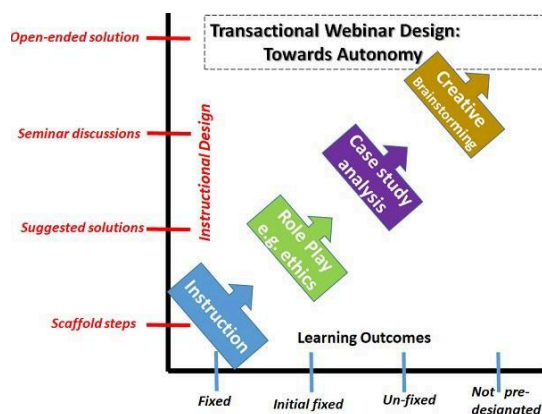 Transactional Webinar Design:
Towards Autonomy
Open-ended solution
Seminar discussions
Suggested solutions
Scaffold steps
Instructional Design
Creative
Brainstorming
Case study
analysis
Role Play
e.g. ethics
Instruction
Learning Outcomes
Fixed
Initial fixed
Un-fixed
Not pre-
designated